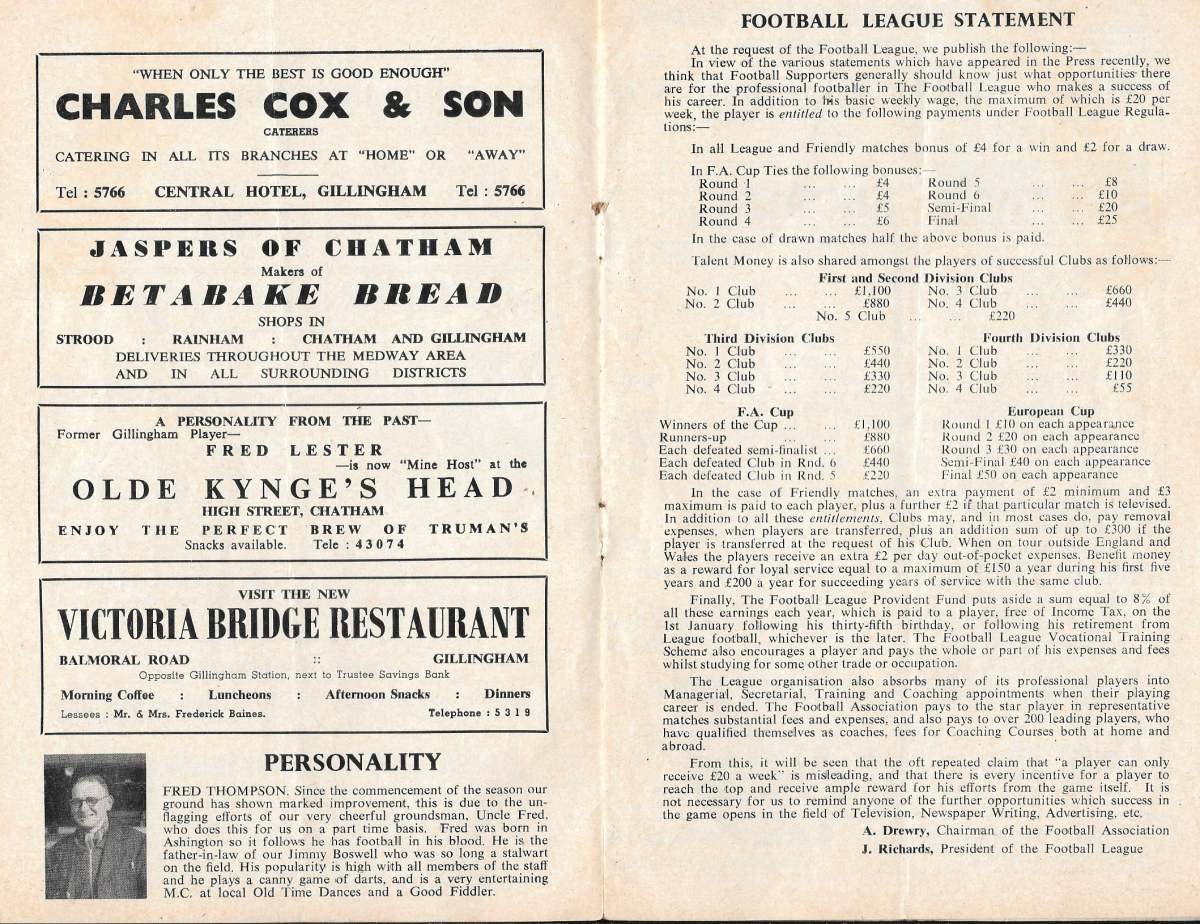 "WHEN ONLY THE BEST IS GOOD ENOUGH"
CHARLES COX & SON
CATERERS
CATERING IN ALL ITS BRANCHES AT "HOME" OR "AWAY"
Tel : 5766 CENTRAL HOTEL, GILLINGHAM Tel : 5766
JASPERS OF CHATHAM
Makers of
BETABAKE BREAD
SHOPS IN
STROOD : RAINHAM : CHATHAM AND GILLINGHAM
DELIVERIES THROUGHOUT THE MEDWAY AREA
AND IN ALL SURROUNDING DISTRICTS
A PERSONALITY FROM THE PAST—
Former Gillingham Player—
FRED LESTER
—is now "Mine Host" at the
OLDE KYNGE'S HEAD
HIGH STREET, CHATHAM
ENJOY THE PERFECT BREW OF TRUMAN'S
Snacks available. Tele : 43074
VISIT THE NEW
VICTORIA BRIDGE RESTAURANT
BALMORAL ROAD :: GILLINGHAM
Opposite Gillingham Station, next to Trustee Savings Bank
Morning Coffee : Luncheons : Afternoon Snacks : Dinners
Lessees : Mr. & Mrs. Frederick Baines. Telephone : 5319
PERSONALITY
FRED THOMPSON. Since the commencement of the season our
ground has shown marked improvement, this is due to the un-
flagging efforts of our very cheerful groundsman, Uncle Fred,
who does this for us on a part time basis. Fred was born in
Ashington so it follows he has football in his blood. He is the
father-in-law of our Jimmy Boswell who was so long a stalwart
on the field. His popularity is high with all members of the staff
and he plays a canny game of darts, and is a very entertaining
M.C. at local Old Time Dances and a Good Fiddler.
FOOTBALL LEAGUE STATEMENT
At the request of the Football League, we publish the following:—
In view of the various statements which have appeared in the Press recently, we
think that Football Supporters generally should know just what opportunities there
are for the professional footballer in The Football League who makes a success of
his career. In addition to his basic weekly wage, the maximum of which is £20 per
week, the player is entitled to the following payments under Football League Regula-
tions:—
In all League and Friendly matches bonus of £4 for a win and £2 for a draw.
In F.A. Cup Ties the following bonuses:—
Round 1 ... ... £4 Round 5 ... ... £8
Round 2 ... ... £4 Round 6 ... ... £10
Round 3 ... ... £5 Semi-Final ... ... £20
Round 4 ... ... £6 Final ... ... £25
In the case of drawn matches half the above bonus is paid.
Talent Money is also shared amongst the players of successful Clubs as follows:—
First and Second Division Clubs
No. 1 Club ... ... £1,100 No. 3 Club ... ... £660
No. 2 Club ... ... £880 No. 4 Club ... ... £440
No. 5 Club ... ... £220
Third Division Clubs Fourth Division Clubs
No. 1 Club ... ... £550 No. 1 Club ... ... £330
No. 2 Club ... ... £440 No. 2 Club ... ... £220
No. 3 Club ... ... £330 No. 3 Club ... ... £110
No. 4 Club ... ... £220 No. 4 Club ... ... £55
F.A. Cup European Cup
Winners of the Cup ... ... £1,100 Round 1 £10 on each appearance
Runners-up ... ... £880 Round 2 £20 on each appearance
Each defeated semi-finalist ... £660 Round 3 £30 on each appearance
Each defeated Club in Rnd. 6 £440 Semi-Final £40 on each appearance
Each defeated Club in Rnd. 5 £220 Final £50 on each appearance
In the case of Friendly matches, an extra payment of £2 minimum and £3
maximum is paid to each player, plus a further £2 if that particular match is televised.
In addition to all these entitlements, Clubs may, and in most cases do, pay removal
expenses, when players are transferred, plus an addition sum of up to £300 if the
player is transferred at the request of his Club. When on tour outside England and
Wales the players receive an extra £2 per day out-of-pocket expenses. Benefit money
as a reward for loyal service equal to a maximum of £150 a year during his first five
years and £200 a year for succeeding years of service with the same club.
Finally, The Football League Provident Fund puts aside a sum equal to 8% of
all these earnings each year, which is paid to a player, free of Income Tax, on the
1st January following his thirty-fifth birthday, or following his retirement from
League football, whichever is the later. The Football League Vocational Training
Scheme also encourages a player and pays the whole or part of his expenses and fees
whilst studying for some other trade or occupation.
The League organisation also absorbs many of its professional players into
Managerial, Secretarial, Training and Coaching appointments when their playing
career is ended. The Football Association pays to the star player in representative
matches substantial fees and expenses, and also pays to over 200 leading players, who
have qualified themselves as coaches, fees for Coaching Courses both at home and
abroad.
From this, it will be seen that the oft repeated claim that "a player can only
receive £20 a week" is misleading, and that there is every incentive for a player to
reach the top and receive ample reward for his efforts from the game itself. It is
not necessary for us to remind anyone of the further opportunities which success in
the game opens in the field of Television, Newspaper Writing, Advertising, etc.
A. Drewry, Chairman of the Football Association
J. Richards, President of the Football League